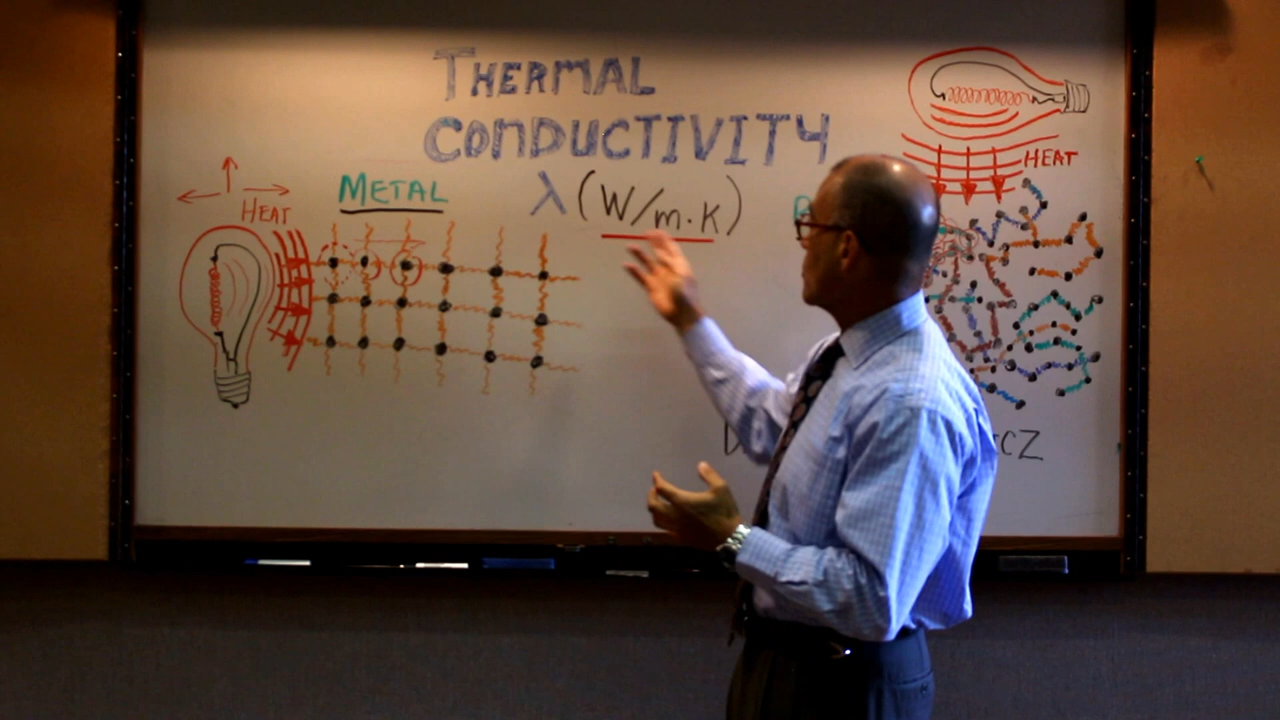 THERMAL
CONDUCTIVITY
HEAT
METAL
λ (W/m·K)
HEAT